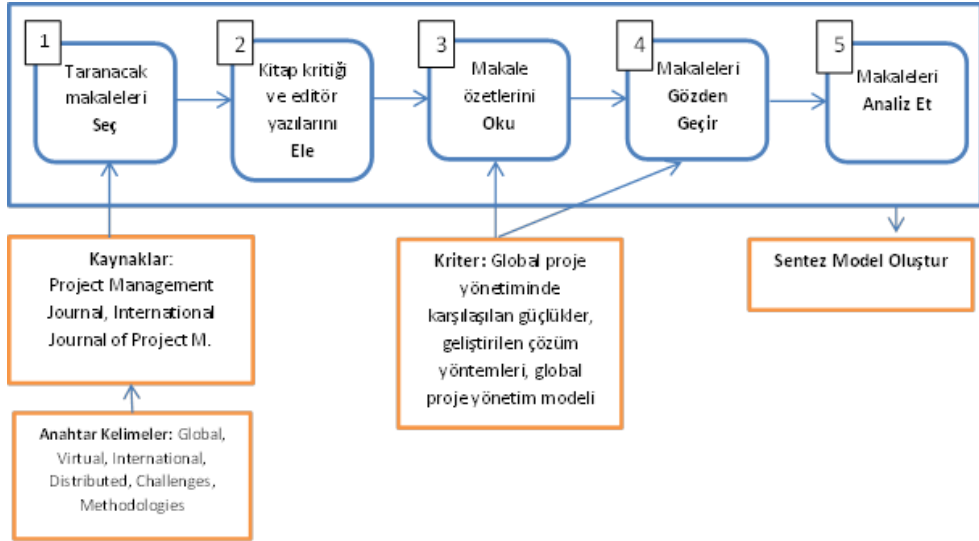 1
Taranacak
makaleleri
Seç
2
Kitap kritiği
ve editör
yazılarını
Ele
3
Makale
özetlerini
Oku
4
Makaleleri
Gözden
Geçir
5
Makaleleri
Analiz Et
Kaynaklar:
Project Management
Journal, International
Journal of Project M.
Kriter: Global proje
yönetiminde
karşılaşılan güçlükler,
geliştirilen çözüm
yöntemleri, global
proje yönetim modeli
Sentez Model Oluştur
Anahtar Kelimeler: Global,
Virtual, International,
Distributed, Challenges,
Methodologies